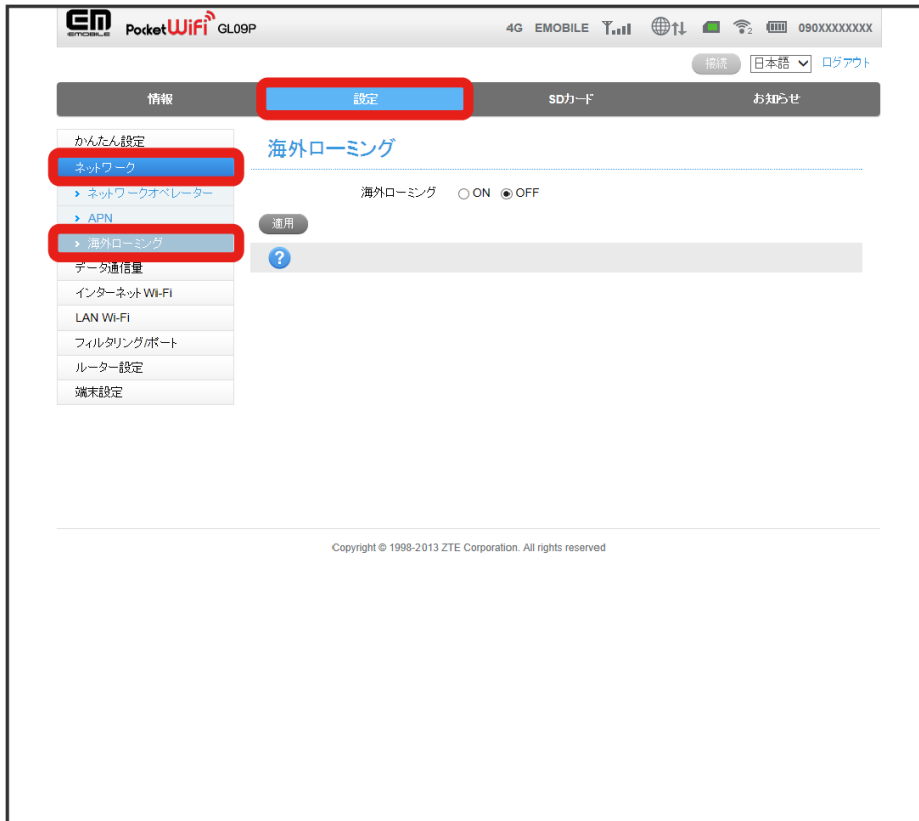 EM
EMOBILE
Pocket WiFi GL09P
4G EMOBILE 2 090XXXXXXXX
接続 日本語 ログアウト
情報 設定 SDカード お知らせ
かんたん設定
ネットワーク
ネットワークオペレーター
APN
海外ローミング
データ通信量
インターネットWi-Fi
LAN Wi-Fi
フィルタリング/ポート
ルーター設定
端末設定
海外ローミング
海外ローミング ON OFF
適用
?
Copyright © 1998-2013 ZTE Corporation. All rights reserved